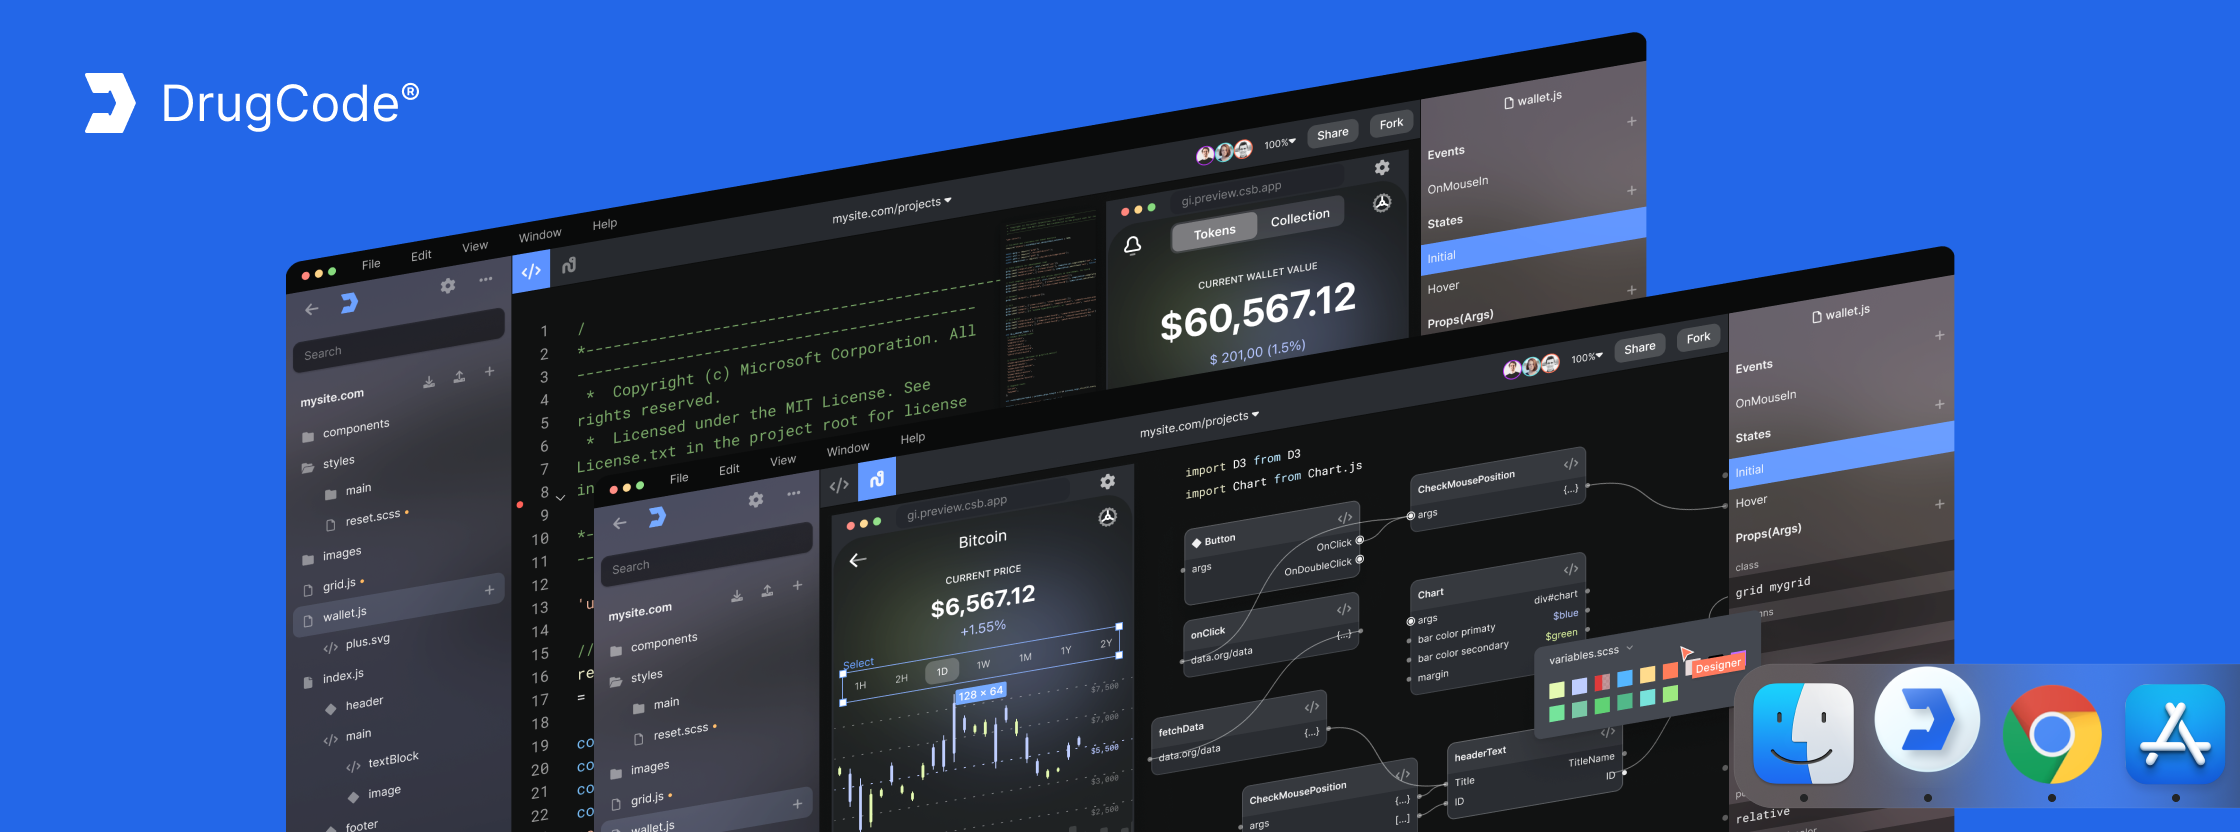 DrugCode®
File Edit View Window Help
mysite.com/projects
100%
Share
Fork
wallet.js
Search
mysite.com
components
styles
main
reset.scss
images
grid.js
wallet.js
plus.svg
index.js
header
main
textBlock
image
footer
1 /
2 *--------------------------------------------
3 --------------------------------------------
4 * Copyright (c) Microsoft Corporation. All
5 rights reserved.
6 * Licensed under the MIT License. See
7 License.txt in the project root for license
8 in
9
10 *-
11 --
12
13 'u
14
15 //
16 re
17 =
18
19 co
20 co
21 co
22 co
gi.preview.csb.app
Tokens
Collection
CURRENT WALLET VALUE
$60,567.12
$ 201,00 (1.5%)
Events
OnMouseIn
States
Initial
Hover
Props(Args)
File Edit View Window Help
mysite.com/projects
100%
Share
Fork
wallet.js
Search
mysite.com
components
styles
main
reset.scss
images
grid.js
wallet.js
gi.preview.csb.app
Bitcoin
CURRENT PRICE
$6,567.12
+1.55%
Select
1H 2H 1D 1W 1M 1Y 2Y
128 × 64
$7,500
$7,000
$5,500
$3,000
$2,500
import D3 from D3
import Chart from Chart.js
Button
args
OnClick
OnDoubleClick
onClick
{...}
data.org/data
fetchData
{...}
data.org/data
CheckMousePosition
{...}
args
Chart
div#chart
args
$blue
bar color primaty
$green
bar color secondary
margin
CheckMousePosition
{...}
args
[...]
headerText
TitleName
Title
ID
ID
variables.scss
Designer
Events
OnMouseIn
States
Initial
Hover
Props(Args)
class
grid mygrid
relative